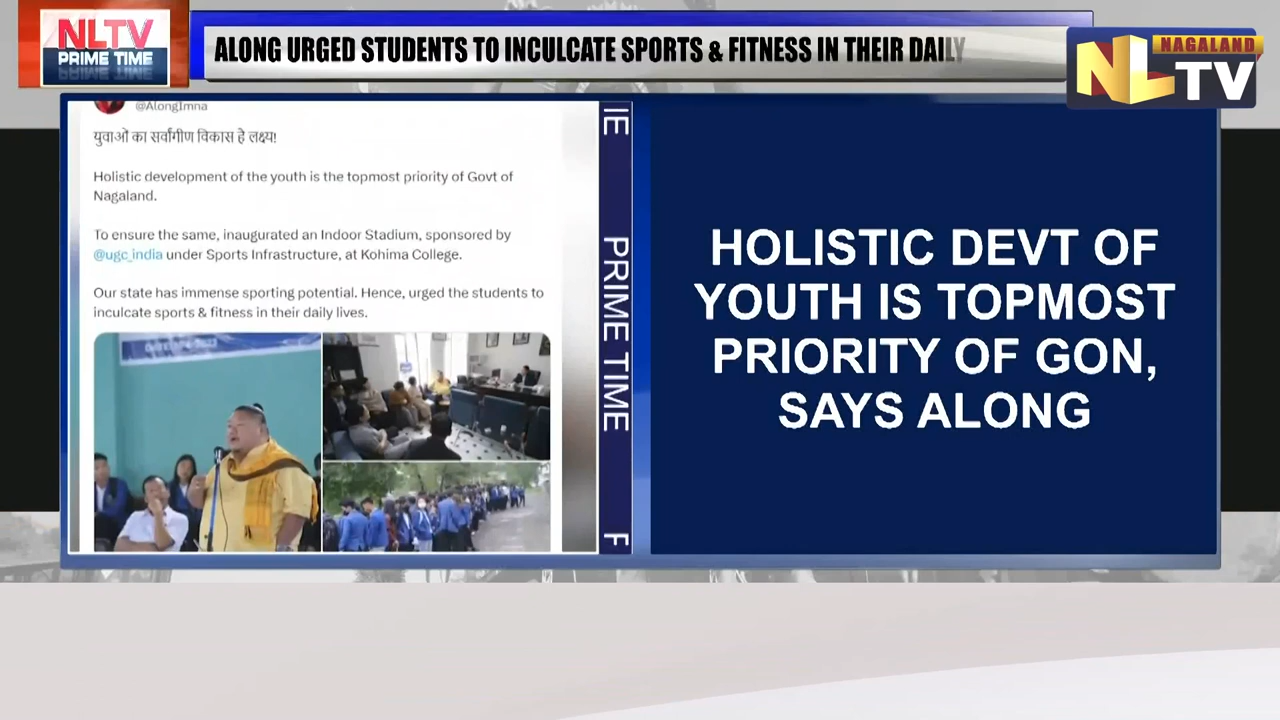 NLTV
PRIME TIME
ALONG URGED STUDENTS TO INCULCATE SPORTS & FITNESS IN THEIR DAILY
NAGALAND
NLTV
@AlongImna
युवाओं का सर्वांगीण विकास हे लक्ष्य!
Holistic development of the youth is the topmost priority of Govt of
Nagaland.
To ensure the same, inaugurated an Indoor Stadium, sponsored by
@ugc_india under Sports Infrastructure, at Kohima College.
Our state has immense sporting potential. Hence, urged the students to
inculcate sports & fitness in their daily lives.
IE
PRIME TIME
F
HOLISTIC DEVT OF
YOUTH IS TOPMOST
PRIORITY OF GON,
SAYS ALONG